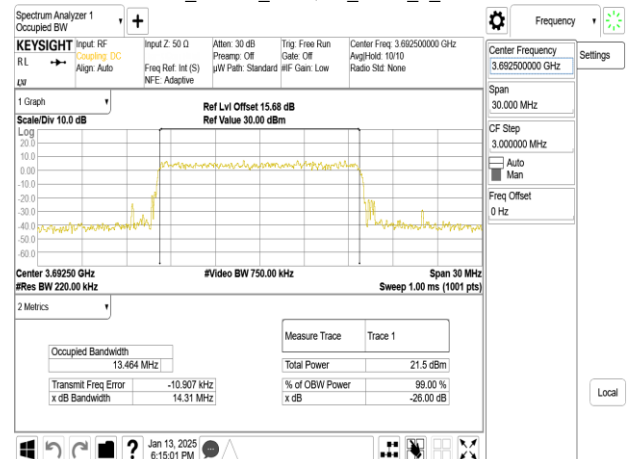 Spectrum Analyzer 1
Occupied BW
Frequency
KEYSIGHT
Input: RF
Input Z: 50 Ω
Atten: 30 dB
Trig: Free Run
Center Freq: 3.692500000 GHz
RL
Coupling: DC
Preamp: Off
Gate: Off
Avg|Hold: 10/10
Align: Auto
Freq Ref: Int (S)
µW Path: Standard
#IF Gain: Low
Radio Std: None
NFE: Adaptive
Center Frequency
3.692500000 GHz
Settings
Span
30.000 MHz
CF Step
3.000000 MHz
Auto
Man
Freq Offset
0 Hz
1 Graph
Ref Lvl Offset 15.68 dB
Scale/Div 10.0 dB
Ref Value 30.00 dBm
Log
20.0
10.0
0.00
-10.0
-20.0
-30.0
-40.0
-50.0
-60.0
Center 3.69250 GHz
#Video BW 750.00 kHz
Span 30 MHz
#Res BW 220.00 kHz
Sweep 1.00 ms (1001 pts)
2 Metrics
Measure Trace
Trace 1
Occupied Bandwidth
13.464 MHz
Total Power
21.5 dBm
Transmit Freq Error
-10.907 kHz
% of OBW Power
99.00 %
x dB Bandwidth
14.31 MHz
x dB
-26.00 dB
Local
Jan 13, 2025
6:15:01 PM